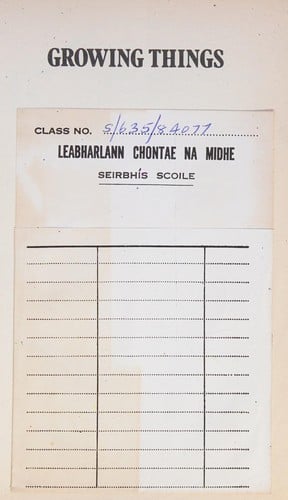 GROWING THINGS
CLASS NO. S/635/84077
LEABHARLANN CHONTAE NA MIDHE
SEIRBHÍS SCOILE